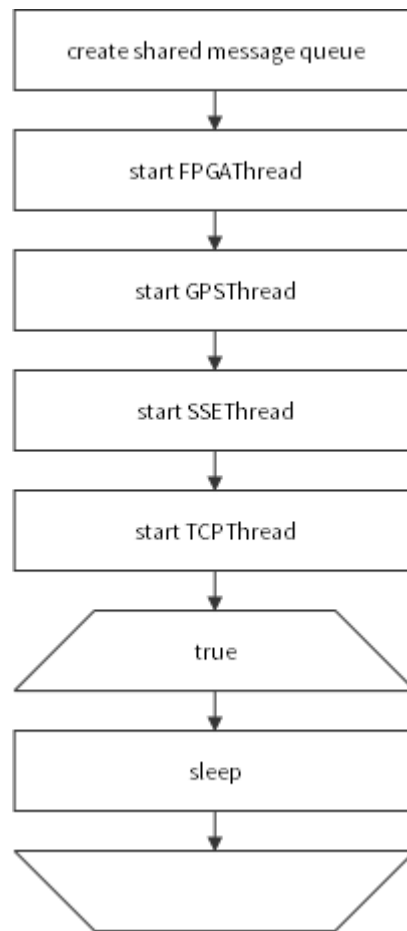 create shared message queue
start FPGAThread
start GPSThread
start SSEThread
start TCPThread
true
sleep